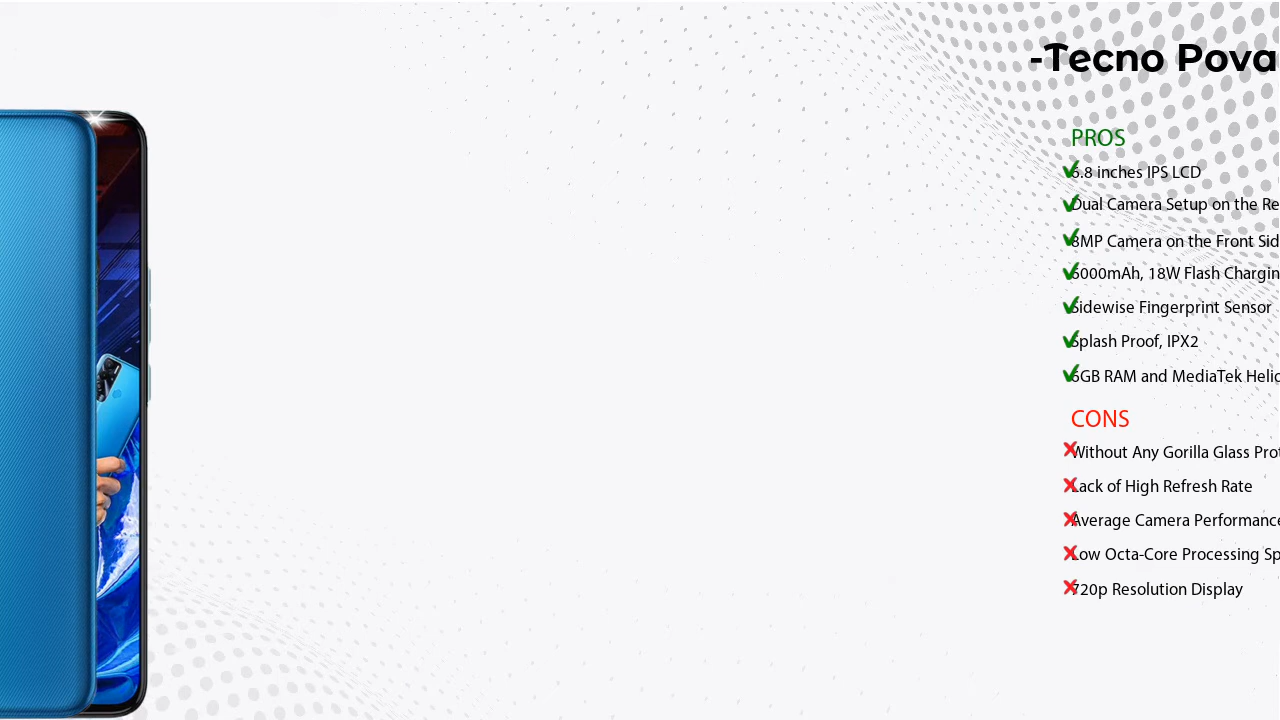 -Tecno Pova
PROS
6.8 inches IPS LCD
Dual Camera Setup on the Re
8MP Camera on the Front Sid
6000mAh, 18W Flash Chargin
Sidewise Fingerprint Sensor
Splash Proof, IPX2
6GB RAM and MediaTek Helio
CONS
Without Any Gorilla Glass Prot
Lack of High Refresh Rate
Average Camera Performance
Low Octa-Core Processing Sp
720p Resolution Display